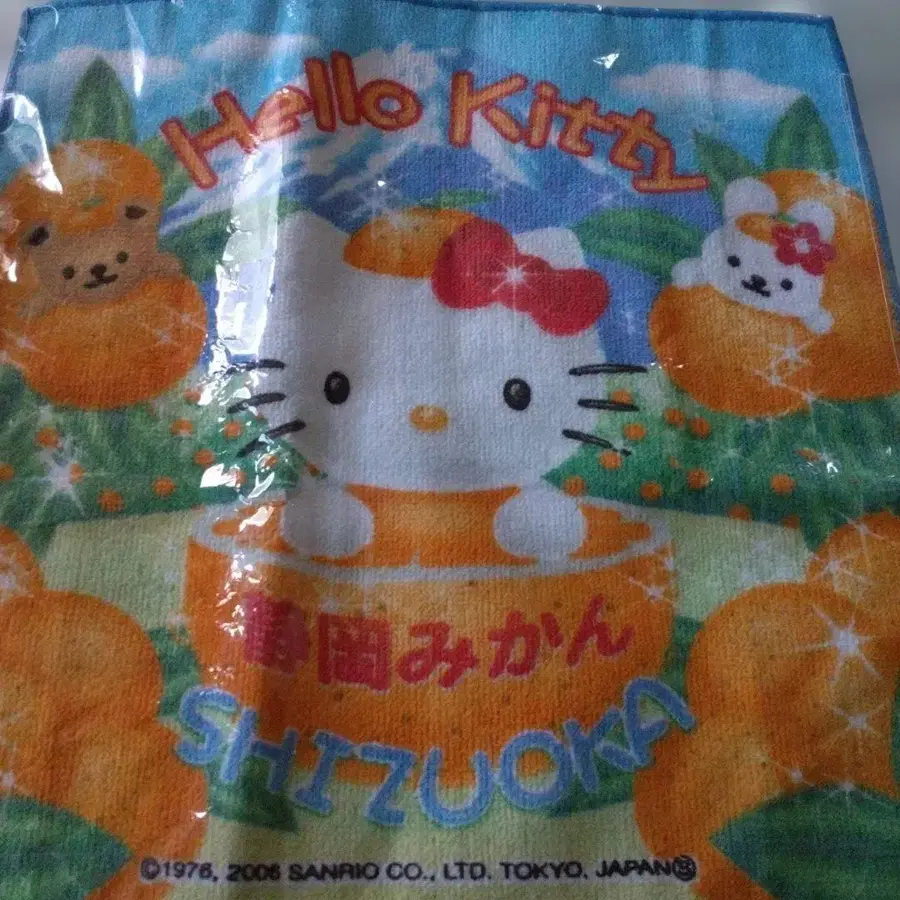 Hello Kitty
静岡みかん
SHIZUOKA
©1976, 2006 SANRIO CO., LTD. TOKYO, JAPAN Ⓢ